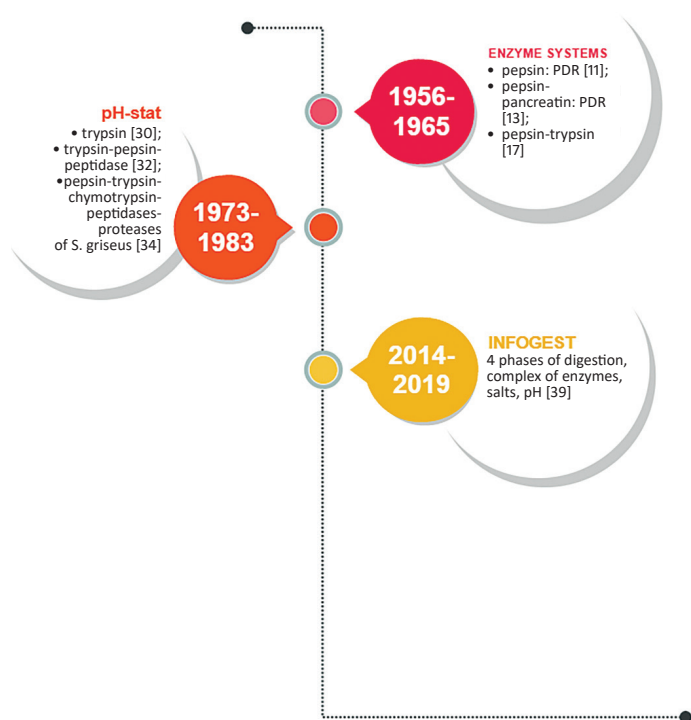 ENZYME SYSTEMS
• pepsin: PDR [11];
• pepsin-
pancreatin: PDR
[13];
• pepsin-trypsin
[17]
1956-
1965
pH-stat
• trypsin [30];
• trypsin-pepsin-
peptidase [32];
•pepsin-trypsin-
chymotrypsin-
peptidases-
proteases
of S. griseus [34]
1973-
1983
2014-
2019
INFOGEST
4 phases of digestion,
complex of enzymes,
salts, pH [39]